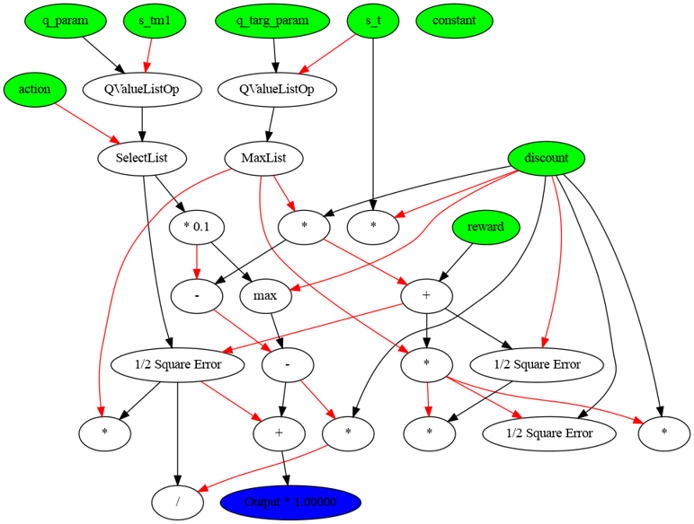 q_param
s_tm1
q_targ_param
s_t
constant
action
QValueListOp
QValueListOp
SelectList
MaxList
discount
* 0.1
*
*
reward
-
max
+
1/2 Square Error
-
*
1/2 Square Error
*
+
*
*
1/2 Square Error
*
/
Output * 1.00000